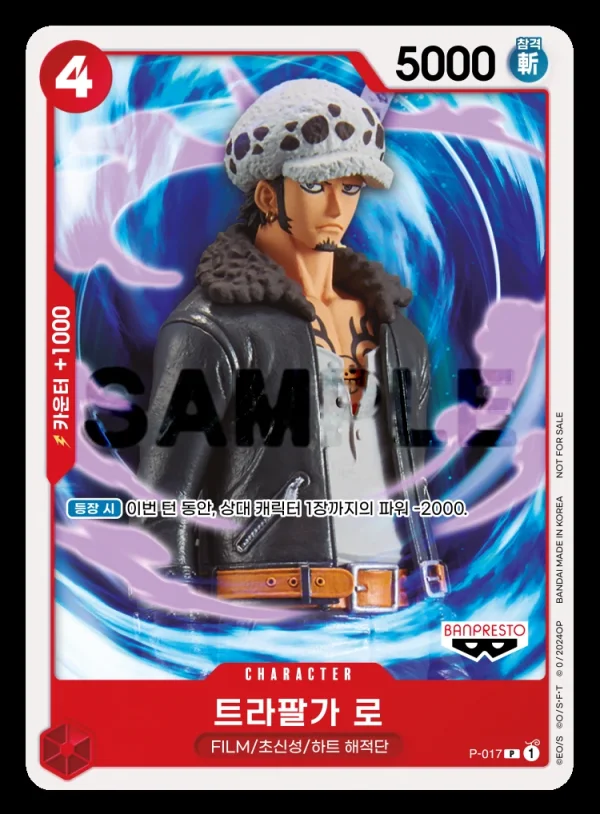 4
5000
참격
斬
⚡카운터 +1000
SAMPLE
등장 시 이번 턴 동안, 상대 캐릭터 1장까지의 파워 -2000.
BANPRESTO
CHARACTER
트라팔가 로
FILM/초신성/하트 해적단
P-017 P 1
©EO/S ©O/S·F·T © O/2024OP BANDAI MADE IN KOREA NOT FOR SALE